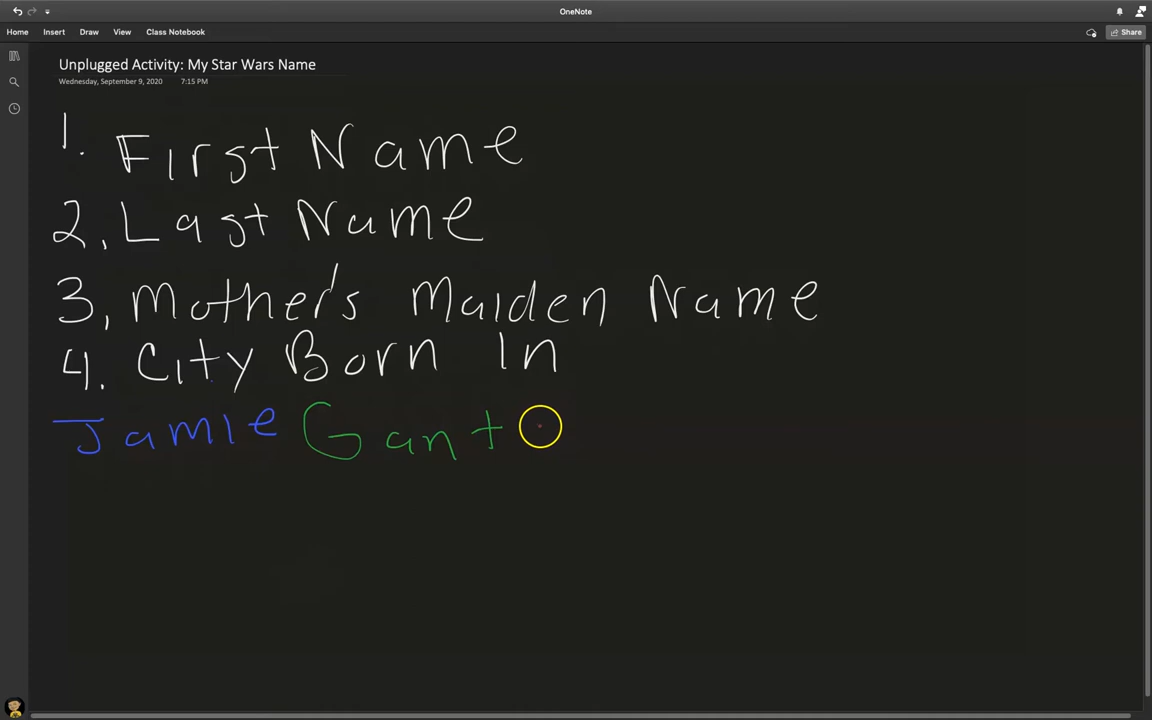 OneNote
Home Insert Draw View Class Notebook Share
Unplugged Activity: My Star Wars Name
Wednesday, September 9, 2020 7:15 PM
1. First Name
2. Last Name
3, Mother's Maiden Name
4. City Born In
Jamie Gant